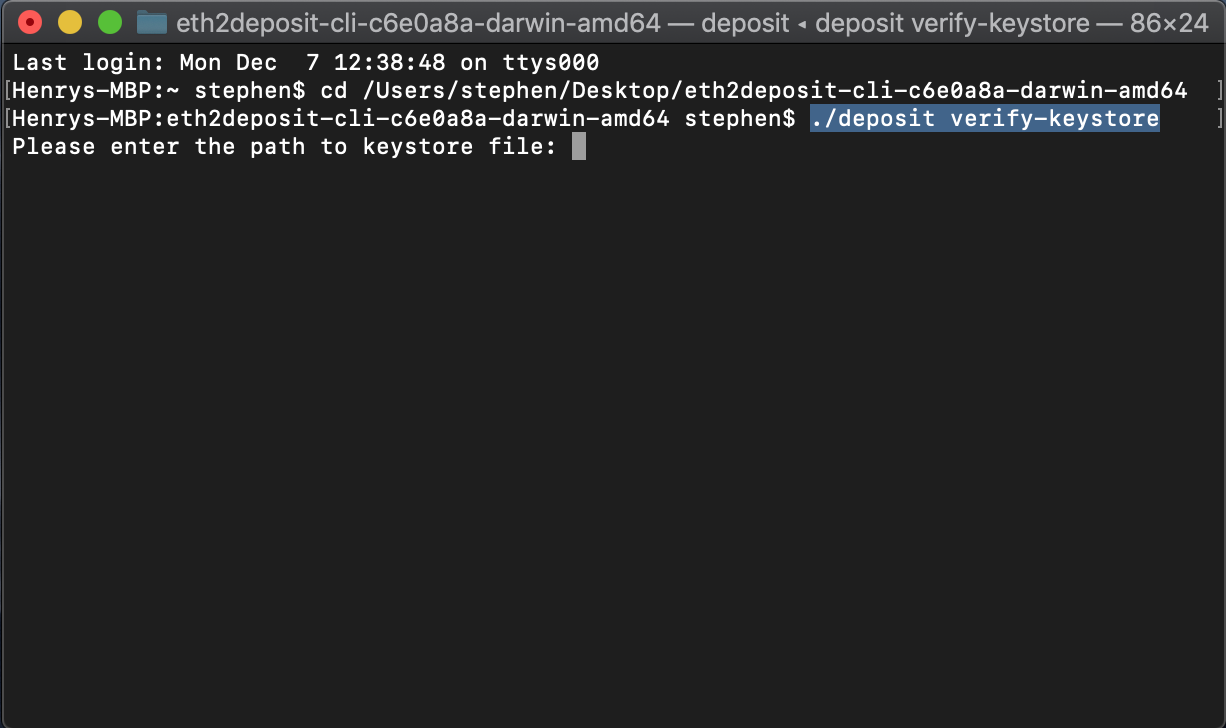 eth2deposit-cli-c6e0a8a-darwin-amd64 — deposit ◂ deposit verify-keystore — 86×24
Last login: Mon Dec  7 12:38:48 on ttys000
[Henrys-MBP:~ stephen$ cd /Users/stephen/Desktop/eth2deposit-cli-c6e0a8a-darwin-amd64 ]
[Henrys-MBP:eth2deposit-cli-c6e0a8a-darwin-amd64 stephen$ ./deposit verify-keystore ]
Please enter the path to keystore file: